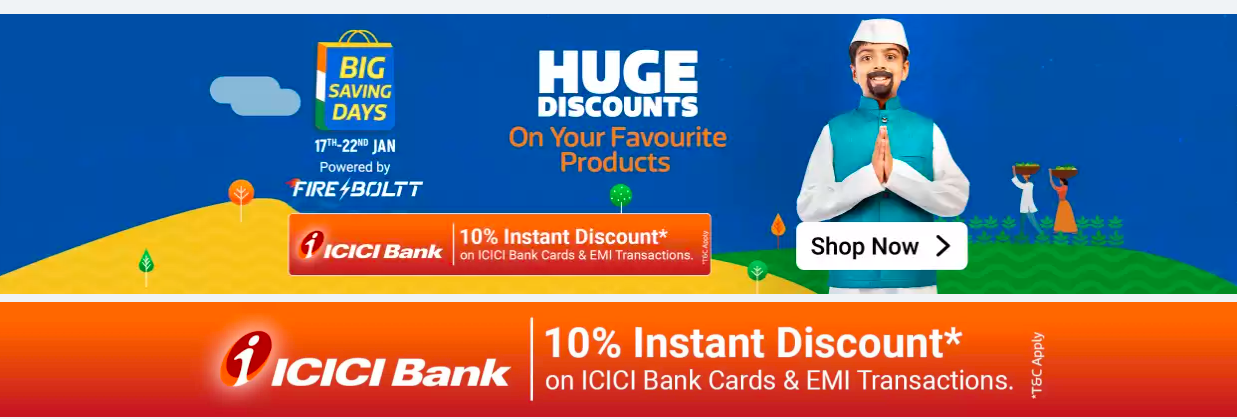 BIG
SAVING
DAYS
17TH-22ND JAN
Powered by
FIRE BOLTT
HUGE
DISCOUNTS
On Your Favourite
Products
ICICI Bank
10% Instant Discount*
on ICICI Bank Cards & EMI Transactions.
*T&C Apply
Shop Now
ICICI Bank
10% Instant Discount*
on ICICI Bank Cards & EMI Transactions.
*T&C Apply